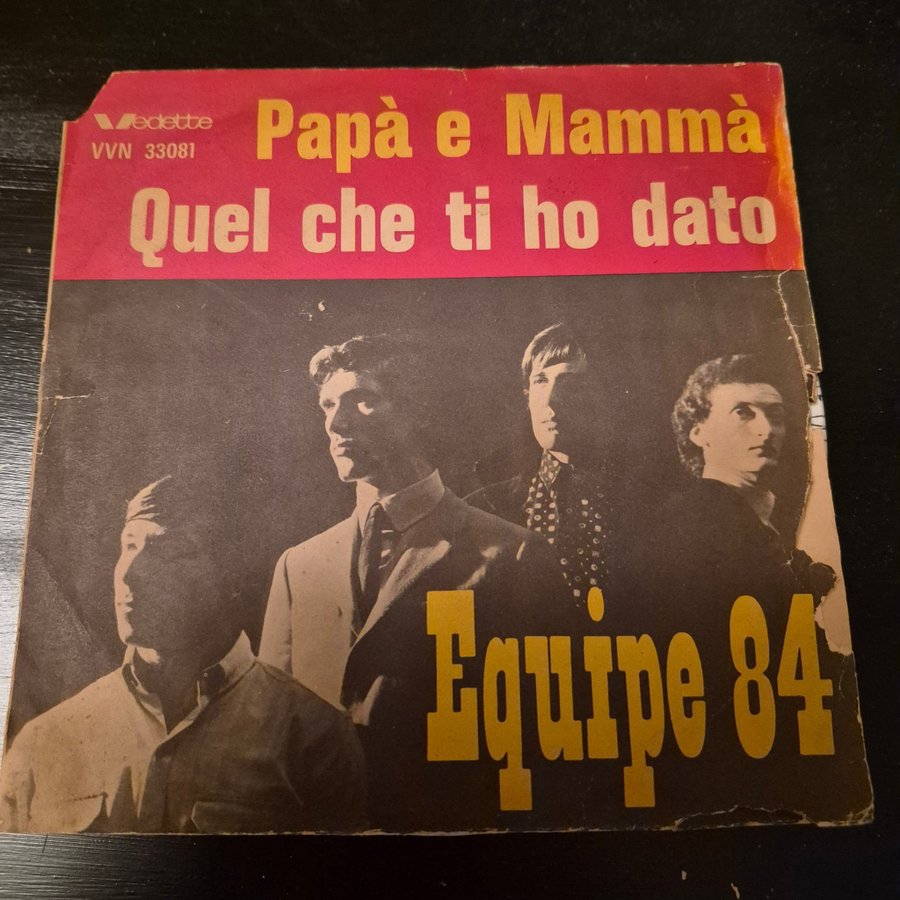 Vedette
VVN 33081
Papà e Mammà
Quel che ti ho dato
Equipe 84